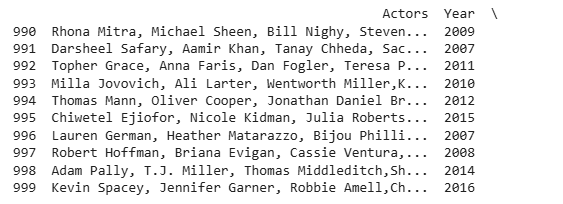 Actors  Year  \
990  Rhona Mitra, Michael Sheen, Bill Nighy, Steven...  2009
991  Darsheel Safary, Aamir Khan, Tanay Chheda, Sac...  2007
992  Topher Grace, Anna Faris, Dan Fogler, Teresa P...  2011
993  Milla Jovovich, Ali Larter, Wentworth Miller,K...  2010
994  Thomas Mann, Oliver Cooper, Jonathan Daniel Br...  2012
995  Chiwetel Ejiofor, Nicole Kidman, Julia Roberts...  2015
996  Lauren German, Heather Matarazzo, Bijou Philli...  2007
997  Robert Hoffman, Briana Evigan, Cassie Ventura,...  2008
998  Adam Pally, T.J. Miller, Thomas Middleditch,Sh...  2014
999  Kevin Spacey, Jennifer Garner, Robbie Amell,Ch...  2016